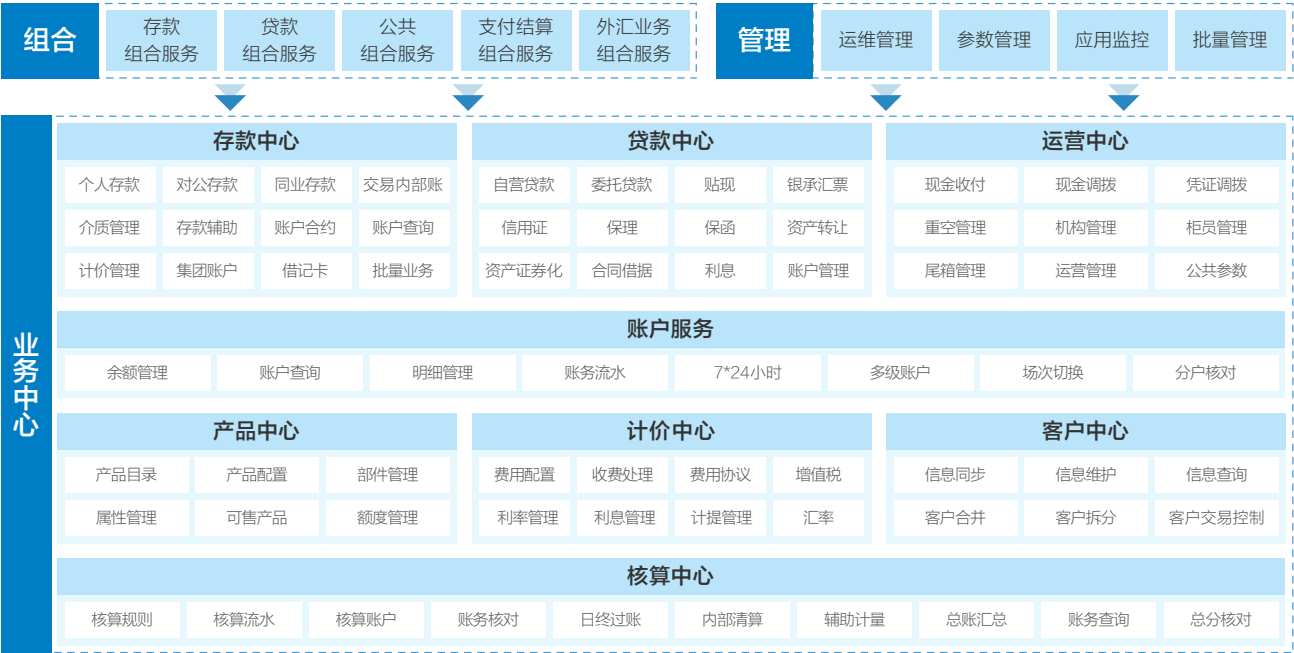 组合
存款
组合服务
贷款
组合服务
公共
组合服务
支付结算
组合服务
外汇业务
组合服务
管理
运维管理
参数管理
应用监控
批量管理
业务中心
存款中心
个人存款 对公存款 同业存款 交易内部账
介质管理 存款辅助 账户合约 账户查询
计价管理 集团账户 借记卡 批量业务
贷款中心
自营贷款 委托贷款 贴现 银承汇票
信用证 保理 保函 资产转让
资产证券化 合同借据 利息 账户管理
运营中心
现金收付 现金调拨 凭证调拨
重空管理 机构管理 柜员管理
尾箱管理 运营管理 公共参数
账户服务
余额管理 账户查询 明细管理 账务流水 7*24小时 多级账户 场次切换 分户核对
产品中心
产品目录 产品配置 部件管理
属性管理 可售产品 额度管理
计价中心
费用配置 收费处理 费用协议 增值税
利率管理 利息管理 计提管理 汇率
客户中心
信息同步 信息维护 信息查询
客户合并 客户拆分 客户交易控制
核算中心
核算规则 核算流水 核算账户 账务核对 日终过账 内部清算 辅助计量 总账汇总 账务查询 总分核对